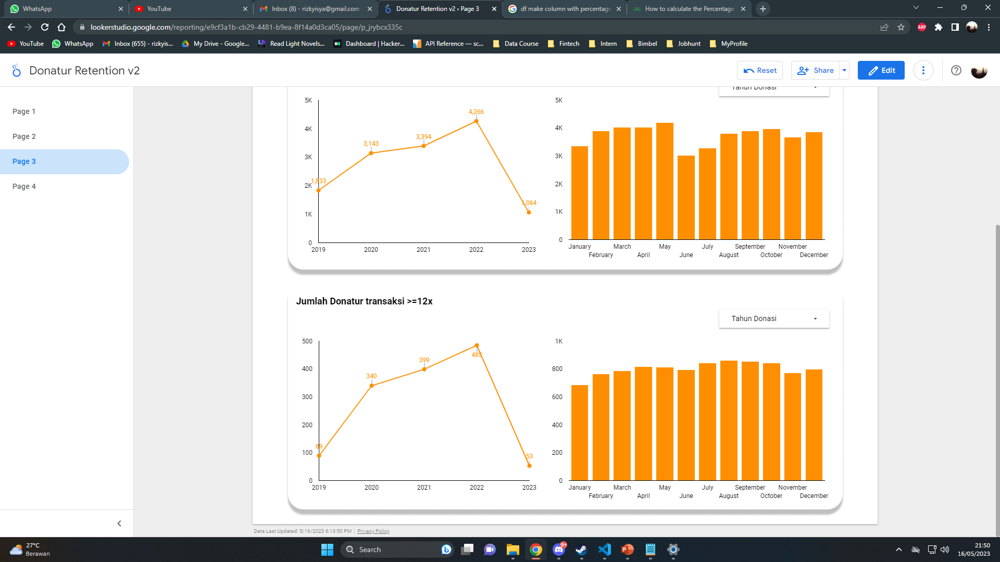 WhatsApp
YouTube
Inbox (8) - rizkyisya@gmail.com
Donatur Retention v2 › Page 3
df make column with percentage
How to calculate the Percentage
lookerstudio.google.com/reporting/e9cf3a1b-cb29-4481-b9ea-8f14a0d3ca05/page/p_jrybcx335c
ABP
YouTube
WhatsApp
Inbox (655) - rizkyis...
My Drive - Google...
Read Light Novels...
Dashboard | Hacker...
API Reference — sc...
Data Course
Fintech
Intern
Bimbel
Jobhunt
MyProfile
Donatur Retention v2
Reset
Share
Edit
Page 1
Page 2
Page 3
Page 4
Tahun Donasi
5K
4K
3K
2K
1K
0
1,833
3,143
3,394
4,266
1,064
2019 2020 2021 2022 2023
5K
4K
3K
2K
1K
0
January March May July September November
February April June August October December
Jumlah Donatur transaksi >=12x
Tahun Donasi
500
400
300
200
100
0
89
340
399
485
53
2019 2020 2021 2022 2023
1K
800
600
400
200
0
January March May July September November
February April June August October December
Data Last Updated: 5/16/2023 6:13:50 PM
Privacy Policy
27°C
Berawan
Search
9+
21:50
16/05/2023